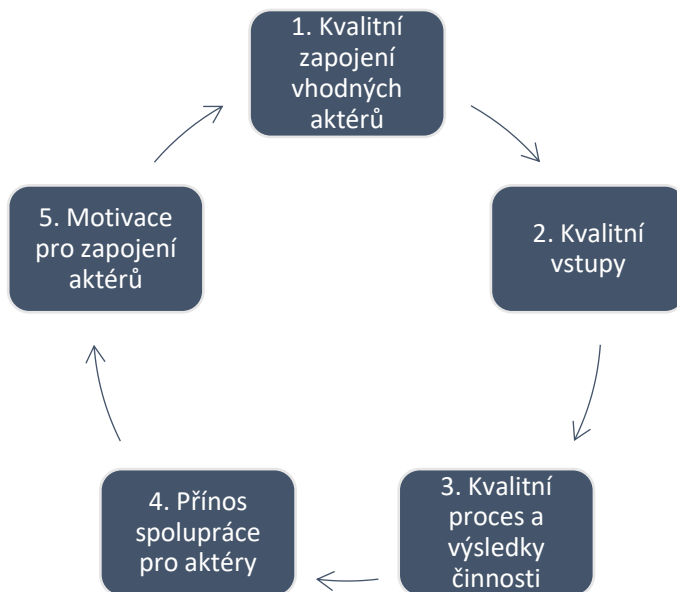 1. Kvalitní
zapojení
vhodných
aktérů
2. Kvalitní
vstupy
3. Kvalitní
proces a
výsledky
činnosti
4. Přínos
spolupráce
pro aktéry
5. Motivace
pro zapojení
aktérů